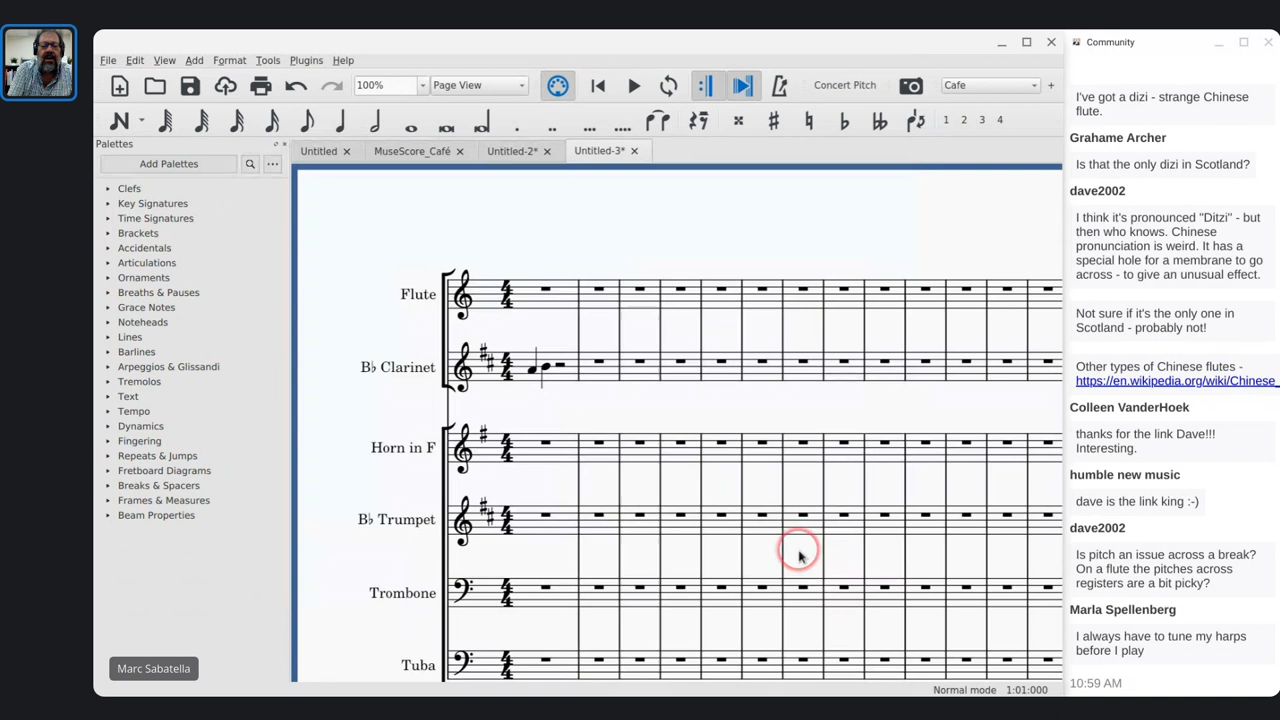 File Edit View Add Format Tools Plugins Help
100% Page View Concert Pitch Cafe +
1 2 3 4
Palettes
Untitled MuseScore_Café Untitled-2* Untitled-3*
Add Palettes ...
Clefs
Key Signatures
Time Signatures
Brackets
Accidentals
Articulations
Ornaments
Breaths & Pauses
Grace Notes
Noteheads
Lines
Barlines
Arpeggios & Glissandi
Tremolos
Text
Tempo
Dynamics
Fingering
Repeats & Jumps
Fretboard Diagrams
Breaks & Spacers
Frames & Measures
Beam Properties
Flute
B♭ Clarinet
Horn in F
B♭ Trumpet
Trombone
Tuba
Marc Sabatella
Normal mode 1:01:000
Community
I've got a dizi - strange Chinese
flute.
Grahame Archer
Is that the only dizi in Scotland?
dave2002
I think it's pronounced "Ditzi" - but
then who knows. Chinese
pronunciation is weird. It has a
special hole for a membrane to go
across - to give an unusual effect.
Not sure if it's the only one in
Scotland - probably not!
Other types of Chinese flutes -
https://en.wikipedia.org/wiki/Chinese_
Colleen VanderHoek
thanks for the link Dave!!!
Interesting.
humble new music
dave is the link king :-)
dave2002
Is pitch an issue across a break?
On a flute the pitches across
registers are a bit picky?
Marla Spellenberg
I always have to tune my harps
before I play
10:59 AM